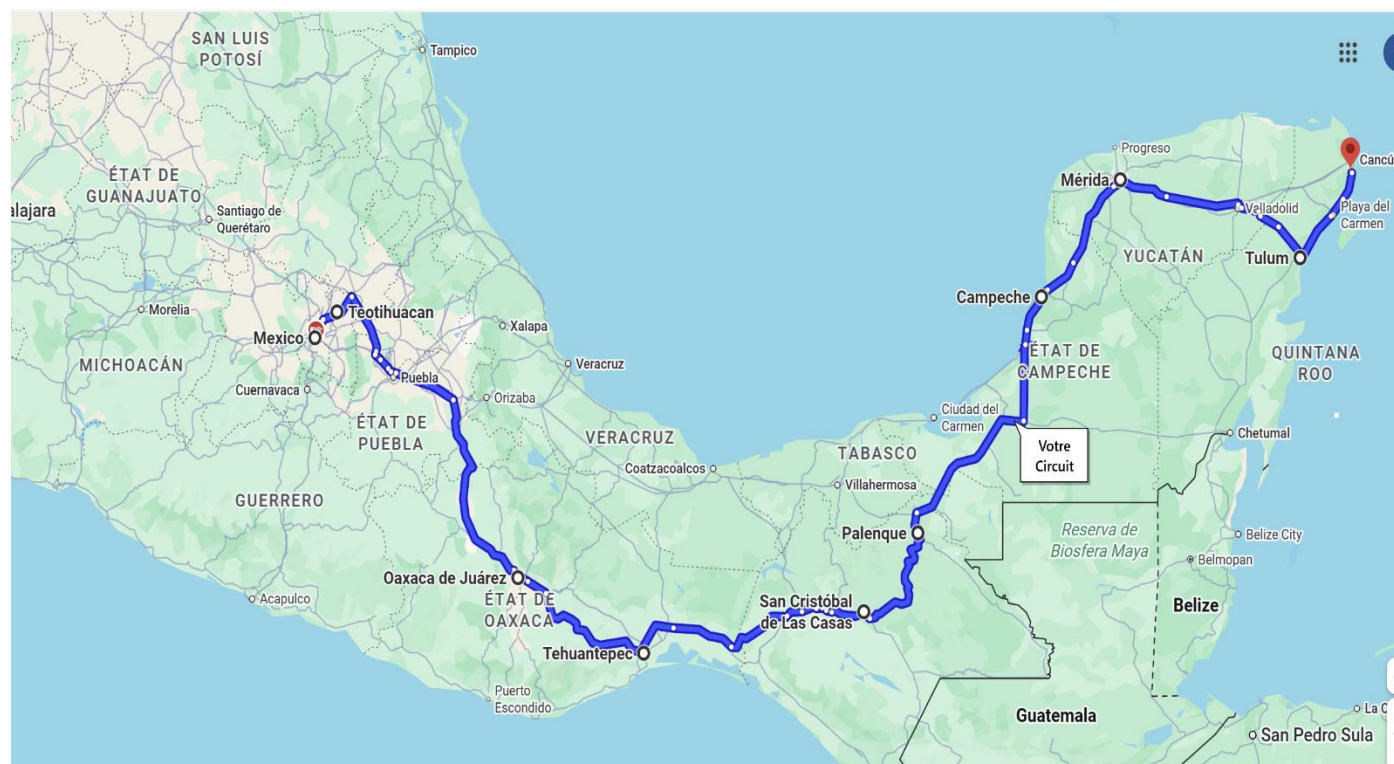 SAN LUIS
POTOSÍ
Tampico
ÉTAT DE
GUANAJUATO
alajara
Santiago de
Querétaro
Morelia
Teotihuacan
Mexico
MICHOACÁN
Cuernavaca
Puebla
Xalapa
Veracruz
Orizaba
ÉTAT DE
PUEBLA
VERACRUZ
GUERRERO
Coatzacoalcos
Acapulco
Oaxaca de Juárez
ÉTAT DE
OAXACA
Tehuantepec
Puerto
Escondido
San Cristóbal
de Las Casas
Palenque
TABASCO
Villahermosa
Ciudad del
Carmen
Votre
Circuit
ÉTAT DE
CAMPECHE
Campeche
Mérida
Progreso
YUCATÁN
Valladolid
Cancú
Playa del
Carmen
Tulum
QUINTANA
ROO
Chetumal
Reserva de
Biosfera Maya
Belize City
Belmopan
Belize
Guatemala
La C
San Pedro Sula